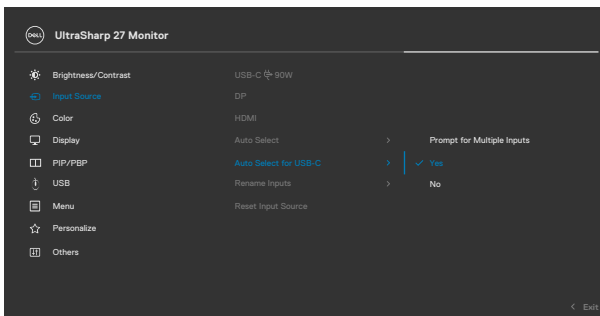 DELL UltraSharp 27 Monitor
Brightness/Contrast
Input Source
Color
Display
PIP/PBP
USB
Menu
Personalize
Others
USB-C 90W
DP
HDMI
Auto Select
Auto Select for USB-C
Rename Inputs
Reset Input Source
Prompt for Multiple Inputs
Yes
No
Exit